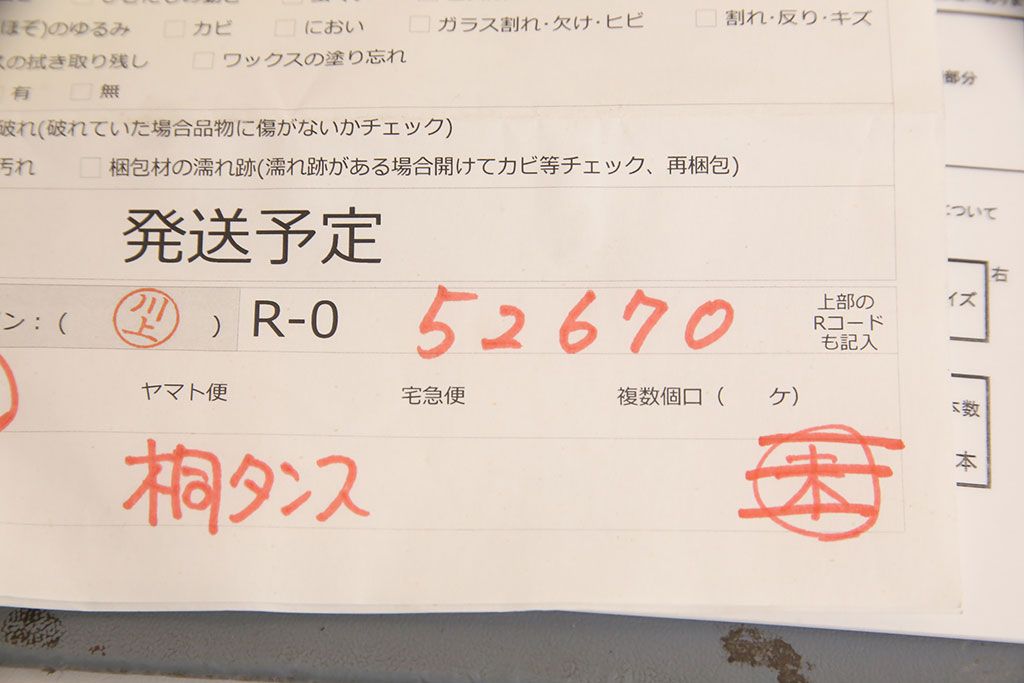 ほぞ)のゆるみ □ カビ □ におい □ ガラス割れ・欠け・ヒビ □ 割れ・反り・キズ
の拭き取り残し □ ワックスの塗り忘れ
有 □ 無
破れ(破れていた場合品物に傷がないかチェック)
汚れ □ 梱包材の濡れ跡(濡れ跡がある場合開けてカビ等チェック、再梱包)
発送予定
ン：( 川上 ) R-0 52670
上部の
Rコード
も記入
ヤマト便 宅急便 複数個口（ ケ）
桐タンス
部分
ついて
右
イズ
本数
本